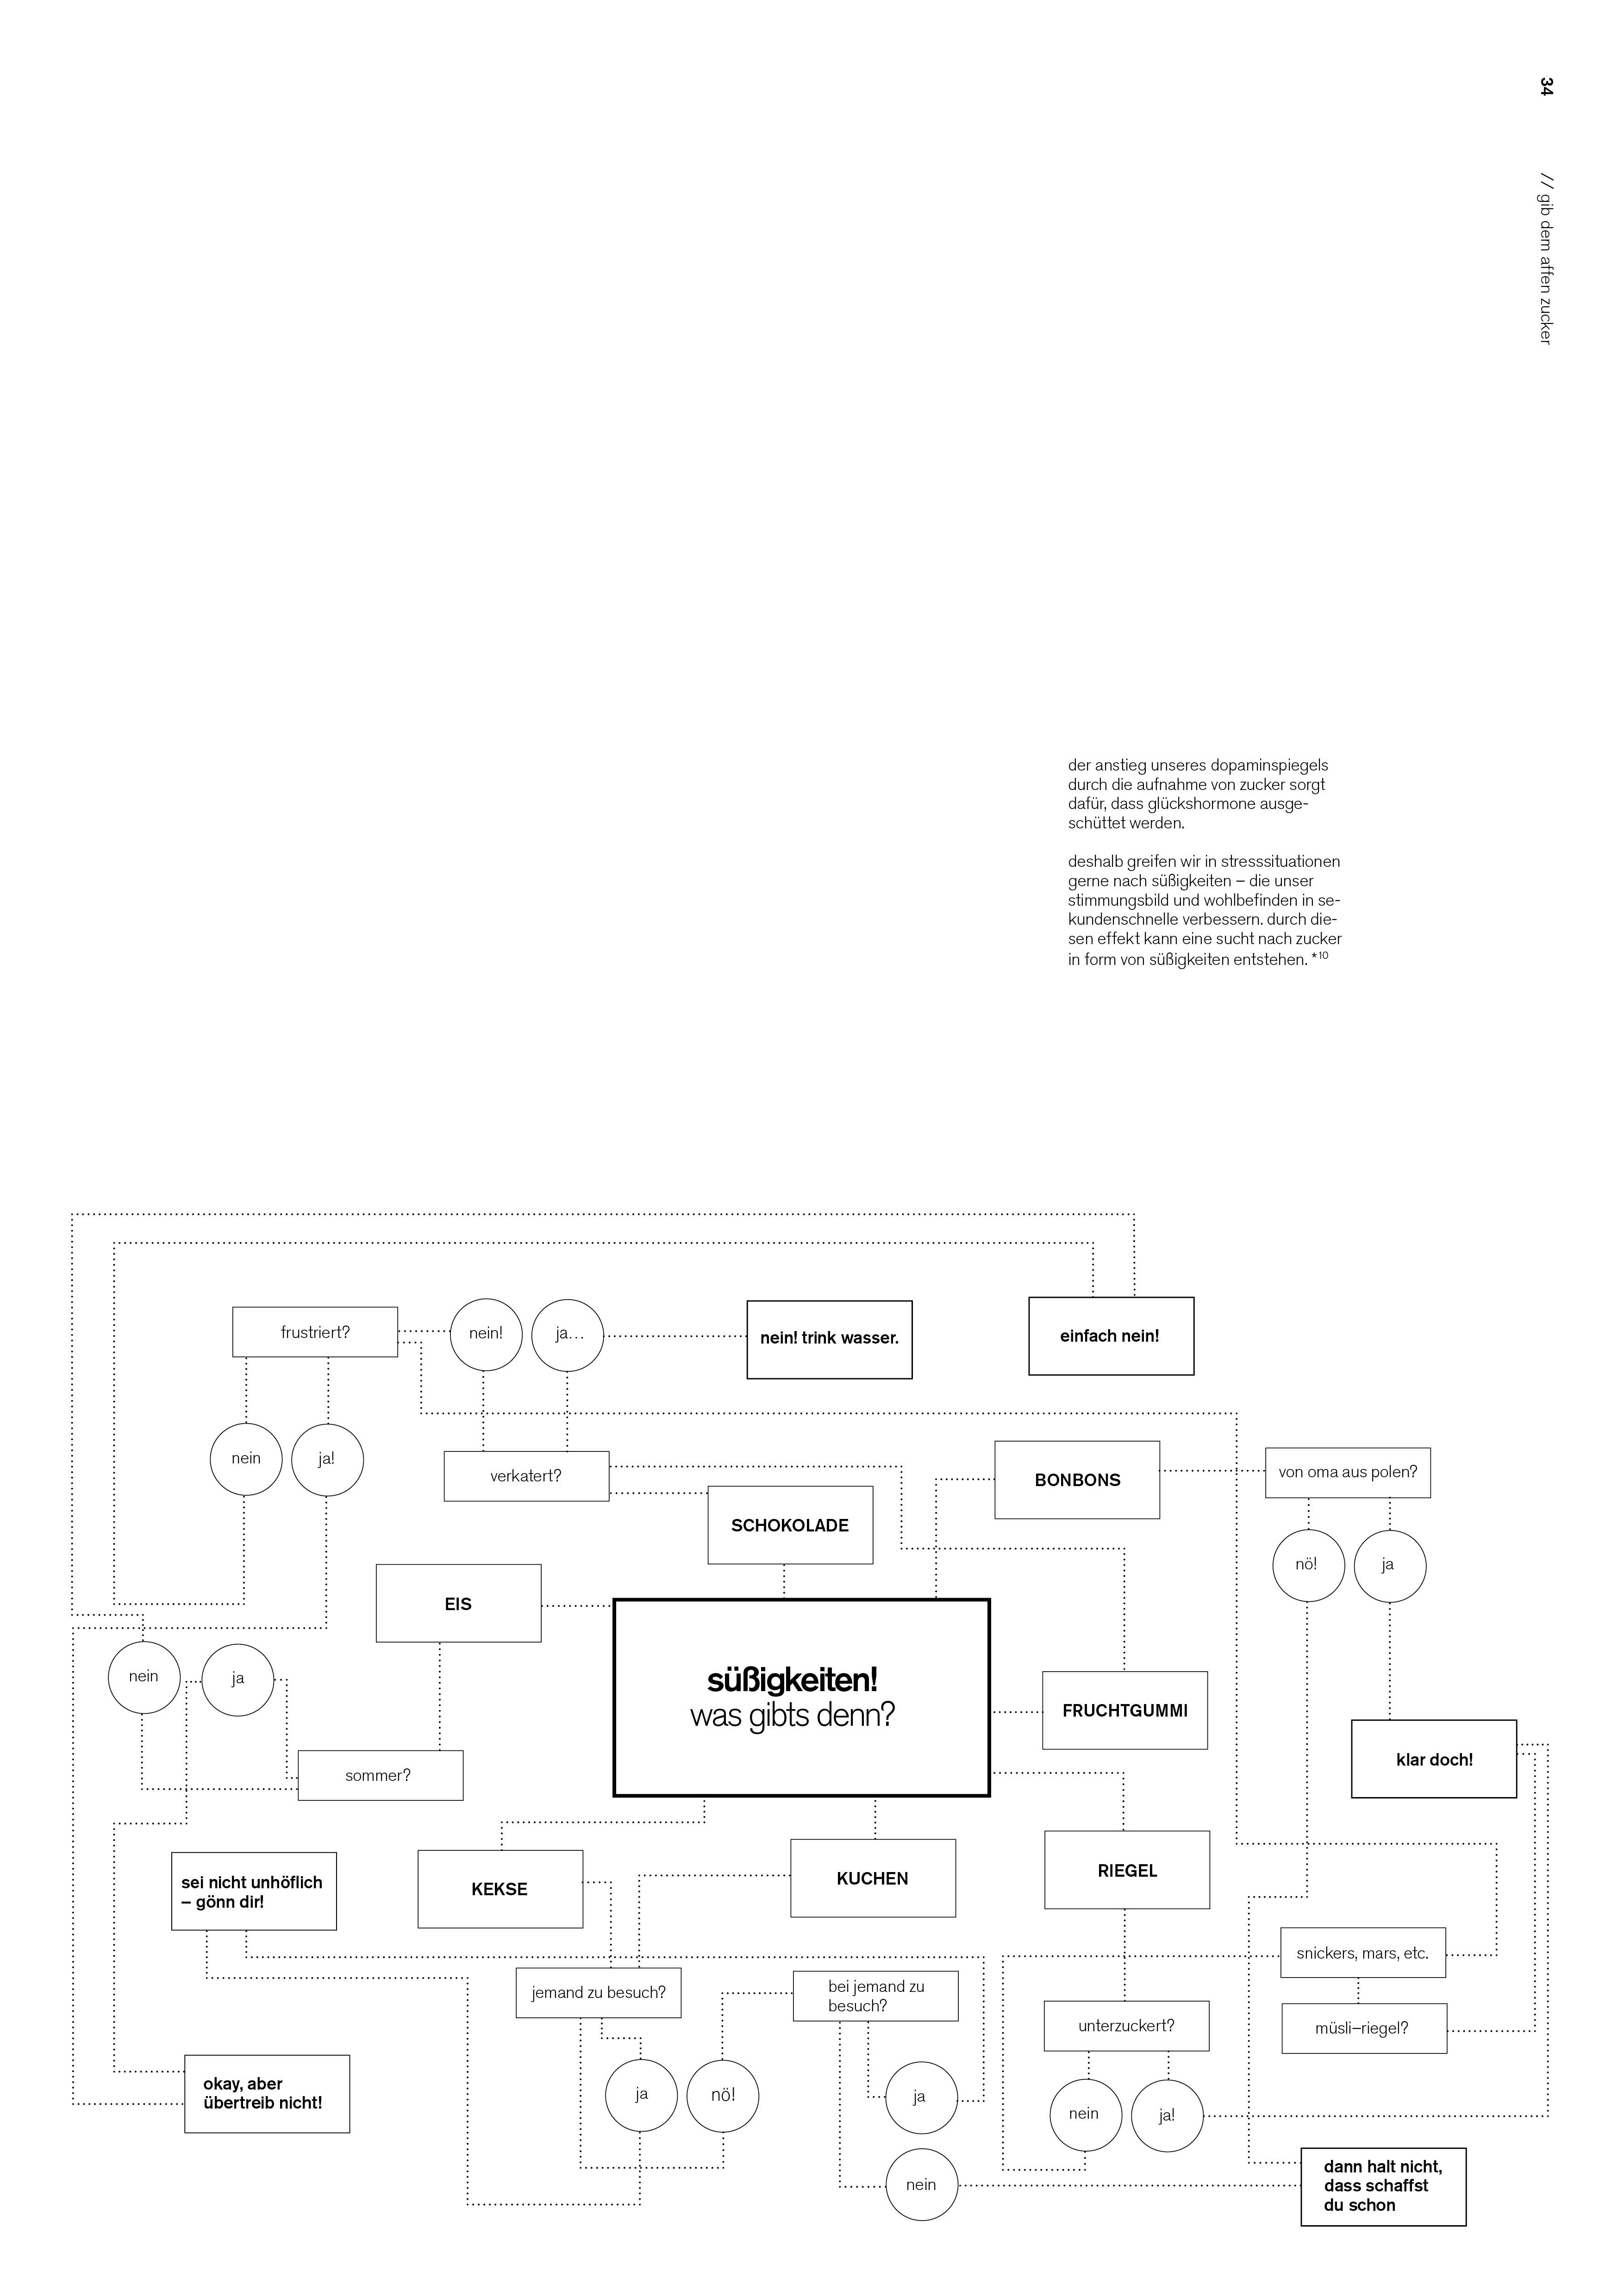 34
// gib dem affen zucker
der anstieg unseres dopaminspiegels
durch die aufnahme von zucker sorgt
dafür, dass glückshormone ausge-
schüttet werden.
deshalb greifen wir in stresssituationen
gerne nach süßigkeiten – die unser
stimmungsbild und wohlbefinden in se-
kundenschnelle verbessern. durch die-
sen effekt kann eine sucht nach zucker
in form von süßigkeiten entstehen. *10
frustriert?
nein!
ja...
nein! trink wasser.
einfach nein!
nein
ja!
verkatert?
SCHOKOLADE
BONBONS
von oma aus polen?
nö!
ja
EIS
süßigkeiten!
was gibts denn?
FRUCHTGUMMI
klar doch!
nein
ja
sommer?
sei nicht unhöflich
– gönn dir!
KEKSE
KUCHEN
RIEGEL
snickers, mars, etc.
jemand zu besuch?
bei jemand zu
besuch?
unterzuckert?
müsli–riegel?
okay, aber
übertreib nicht!
ja
nö!
ja
nein
ja!
nein
dann halt nicht,
dass schaffst
du schon